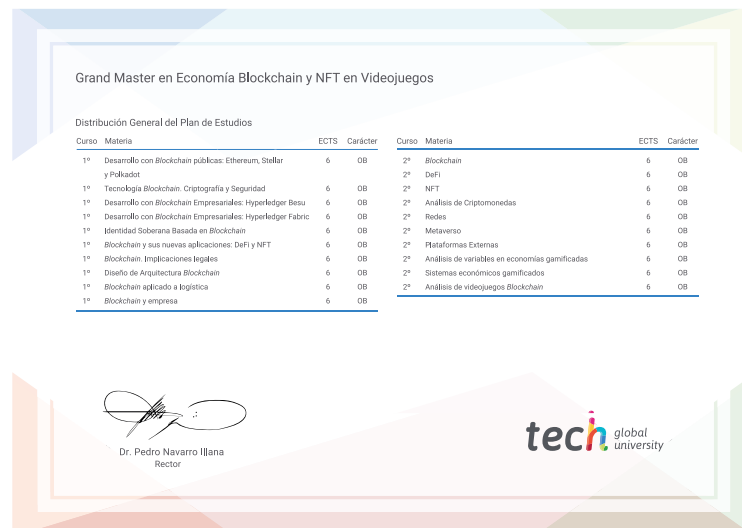 Grand Master en Economía Blockchain y NFT en Videojuegos
Distribución General del Plan de Estudios
Curso Materia ECTS Carácter
1º Desarrollo con Blockchain públicas: Ethereum, Stellar 6 OB
y Polkadot
1º Tecnología Blockchain. Criptografía y Seguridad 6 OB
1º Desarrollo con Blockchain Empresariales: Hyperledger Besu 6 OB
1º Desarrollo con Blockchain Empresariales: Hyperledger Fabric 6 OB
1º Identidad Soberana Basada en Blockchain 6 OB
1º Blockchain y sus nuevas aplicaciones: DeFi y NFT 6 OB
1º Blockchain. Implicaciones legales 6 OB
1º Diseño de Arquitectura Blockchain 6 OB
1º Blockchain aplicado a logística 6 OB
1º Blockchain y empresa 6 OB
Curso Materia ECTS Carácter
2º Blockchain 6 OB
2º DeFi 6 OB
2º NFT 6 OB
2º Análisis de Criptomonedas 6 OB
2º Redes 6 OB
2º Metaverso 6 OB
2º Plataformas Externas 6 OB
2º Análisis de variables en economías gamificadas 6 OB
2º Sistemas económicos gamificados 6 OB
2º Análisis de videojuegos Blockchain 6 OB
Dr. Pedro Navarro Illana
Rector
tech global
university